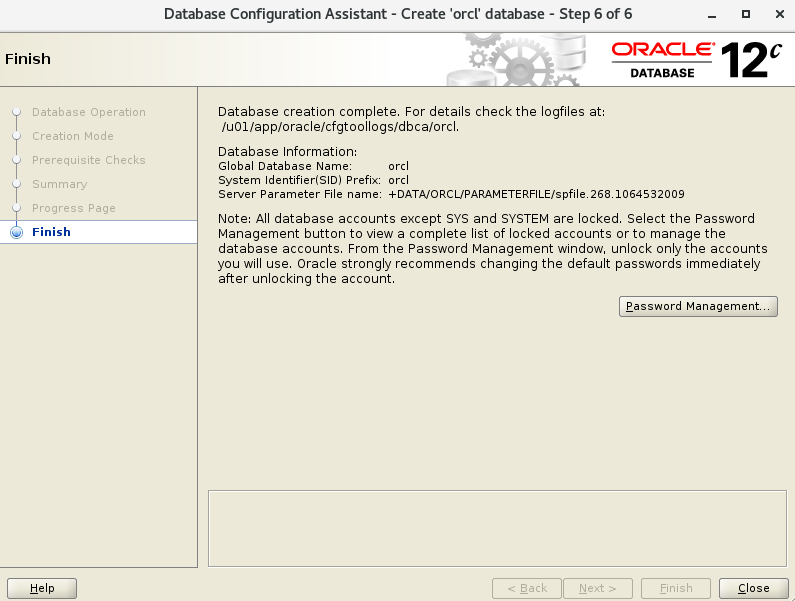 Database Configuration Assistant - Create 'orcl' database - Step 6 of 6
Finish
ORACLE®
DATABASE
12c
Database Operation
Creation Mode
Prerequisite Checks
Summary
Progress Page
Finish
Database creation complete. For details check the logfiles at:
/u01/app/oracle/cfgtoollogs/dbca/orcl.
Database Information:
Global Database Name: orcl
System Identifier(SID) Prefix: orcl
Server Parameter File name: +DATA/ORCL/PARAMETERFILE/spfile.268.1064532009
Note: All database accounts except SYS and SYSTEM are locked. Select the Password
Management button to view a complete list of locked accounts or to manage the
database accounts. From the Password Management window, unlock only the accounts
you will use. Oracle strongly recommends changing the default passwords immediately
after unlocking the account.
Password Management...
Help
< Back
Next >
Finish
Close